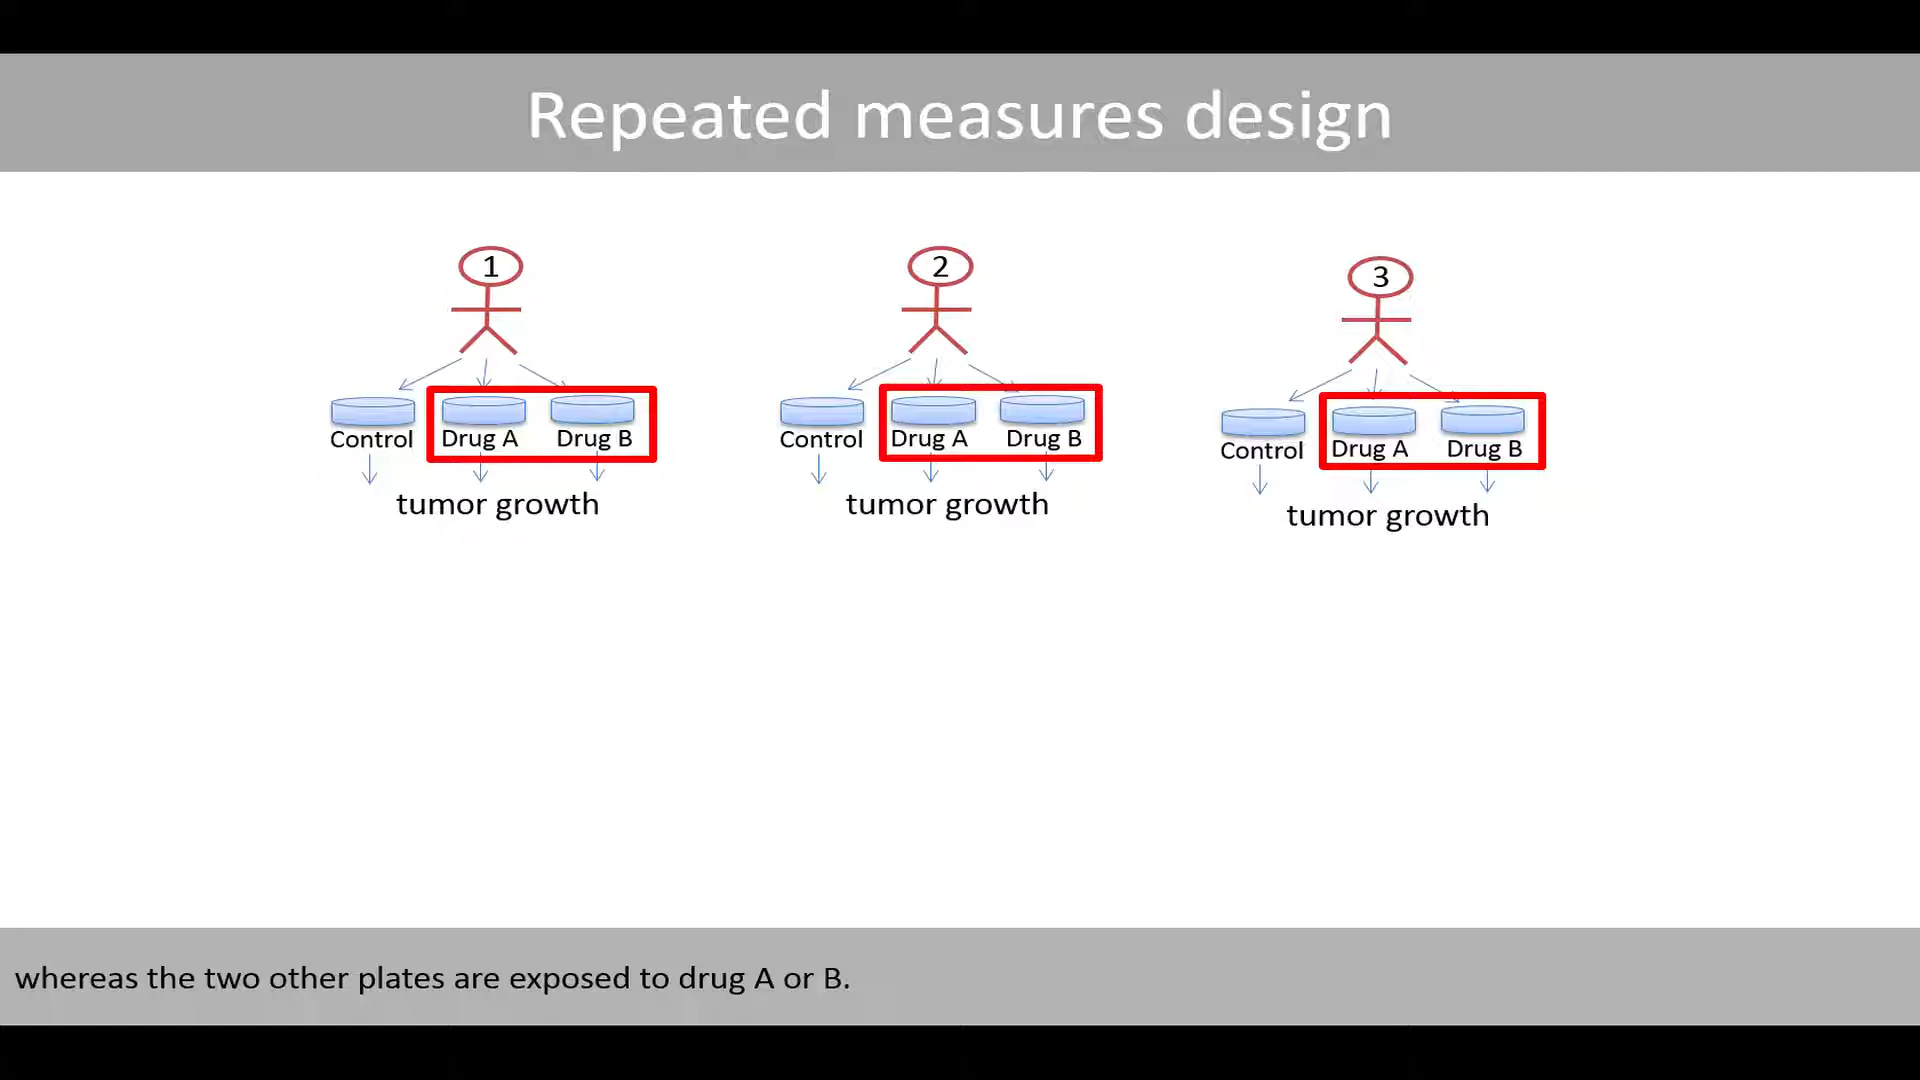 Repeated measures design
1
2
3
Control Drug A Drug B
tumor growth
Control Drug A Drug B
tumor growth
Control Drug A Drug B
tumor growth
whereas the two other plates are exposed to drug A or B.